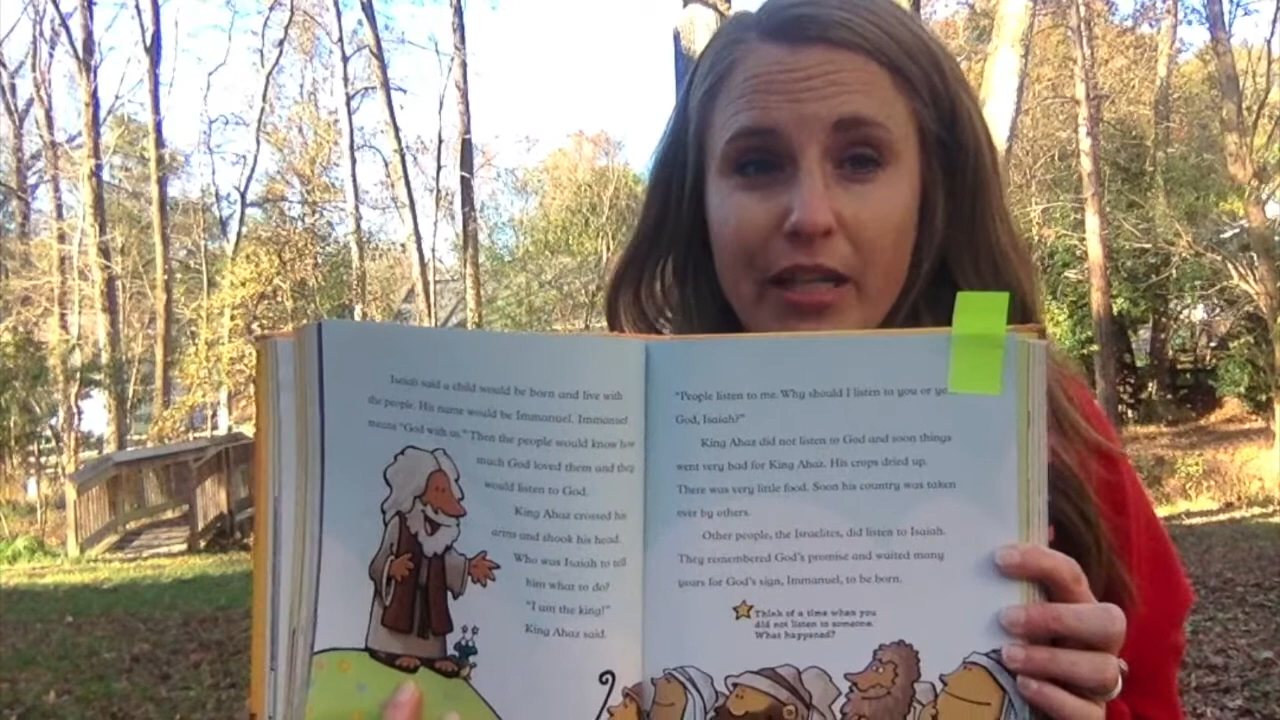 Isaiah said a child would be born and live with
the people. His name would be Immanuel. Immanuel
means "God with us." Then the people would know how
much God loved them and they
would listen to God.
King Ahaz crossed his
arms and shook his head.
Who was Isaiah to tell
him what to do?
"I am the king!"
King Ahaz said.
"People listen to me. Why should I listen to you or
God, Isaiah?"
King Ahaz did not listen to God and soon things
went very bad for King Ahaz. His crops dried up.
There was very little food. Soon his country was taken
over by others.
Other people, the Israelites, did listen to Isaiah.
They remembered God's promise and waited many
years for God's sign, Immanuel, to be born.
Think of a time when you
did not listen to someone.
What happened?